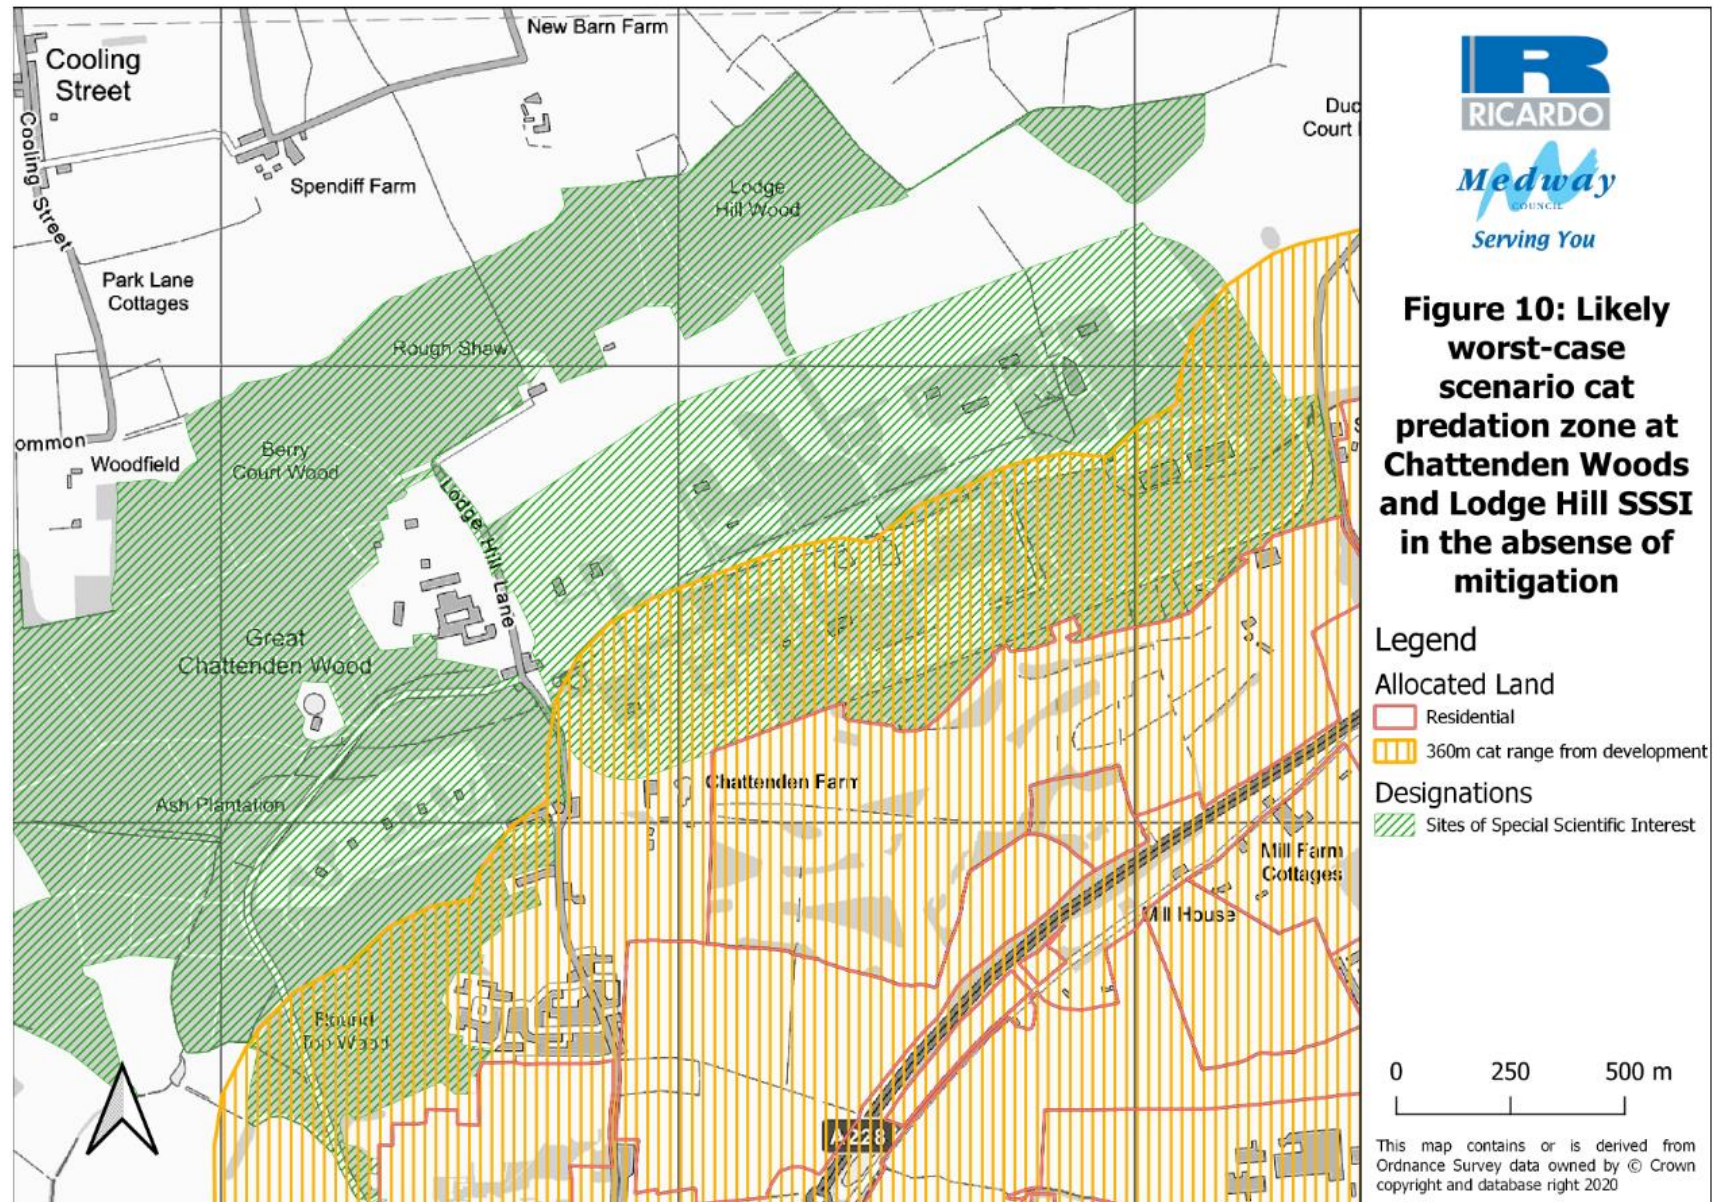 New Barn Farm
Cooling
Street
Cooling Street
Spendiff Farm
Duc
Court
Lodge
Hill Wood
Park Lane
Cottages
Rough Shaw
ommon
Woodfield
Berry
Court Wood
Lodge Hill Lane
Great
Chattenden Wood
Ash Plantation
Chattenden Farm
Mill Farm
Cottages
Mill House
Round
Top Wood
A 228
S
R
RICARDO
Medway
COUNCIL
Serving You
Figure 10: Likely
worst-case
scenario cat
predation zone at
Chattenden Woods
and Lodge Hill SSSI
in the absense of
mitigation
Legend
Allocated Land
Residential
360m cat range from development
Designations
Sites of Special Scientific Interest
0 250 500 m
This map contains or is derived from
Ordnance Survey data owned by © Crown
copyright and database right 2020